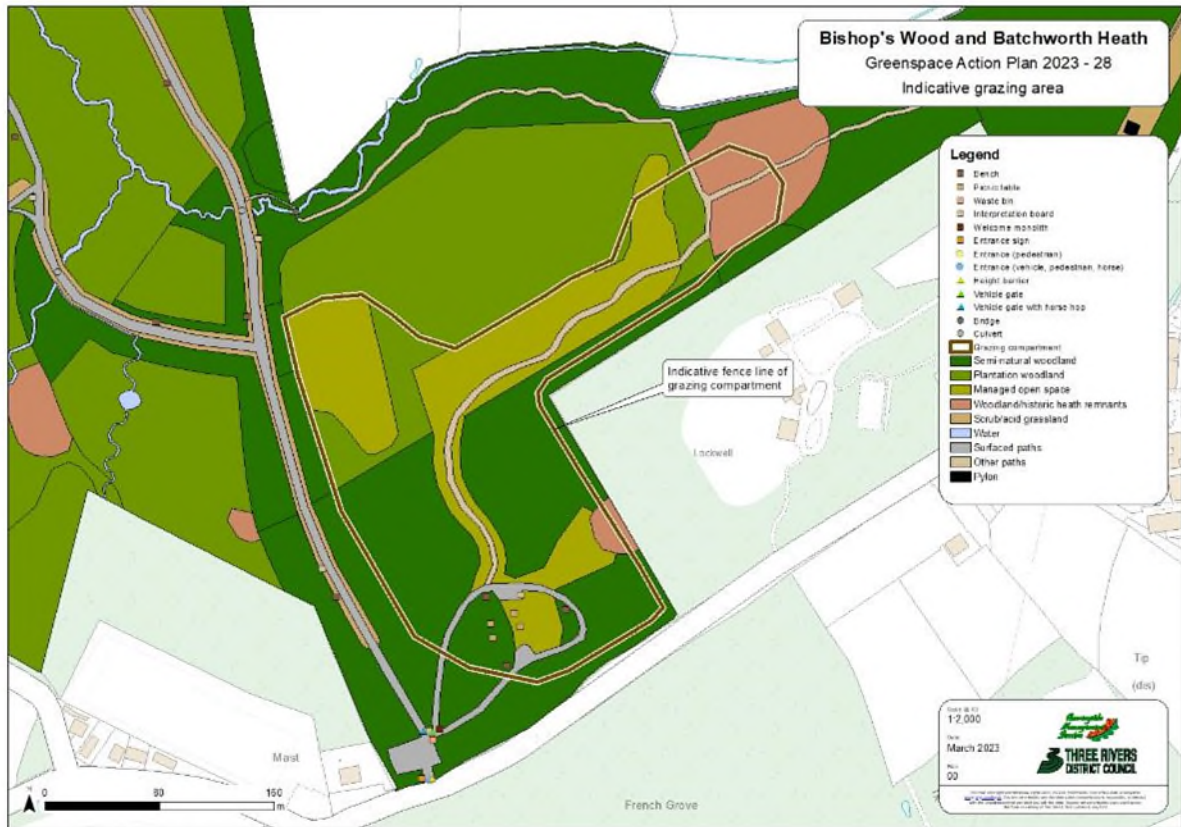 Bishop's Wood and Batchworth Heath
Greenspace Action Plan 2023 - 28
Indicative grazing area
Legend
Bench
Picnic table
Waste bin
Interpretation board
Welcome monolith
Entrance sign
Entrance (pedestrian)
Entrance (vehicle, pedestrian, horse)
Height barrier
Vehicle gate
Vehicle gate with horse hop
Bridge
Culvert
Grazing compartment
Semi-natural woodland
Plantation woodland
Managed open space
Woodland/historic heath remnants
Scrub/acid grassland
Water
Surfaced paths
Other paths
Pylon
Indicative fence line of
grazing compartment
Lockwell
Tip
(dis)
Mast
French Grove
N
0 80 160
m
1:2,000
Date
March 2023
00
Countryside
Management
Service
THREE RIVERS
DISTRICT COUNCIL